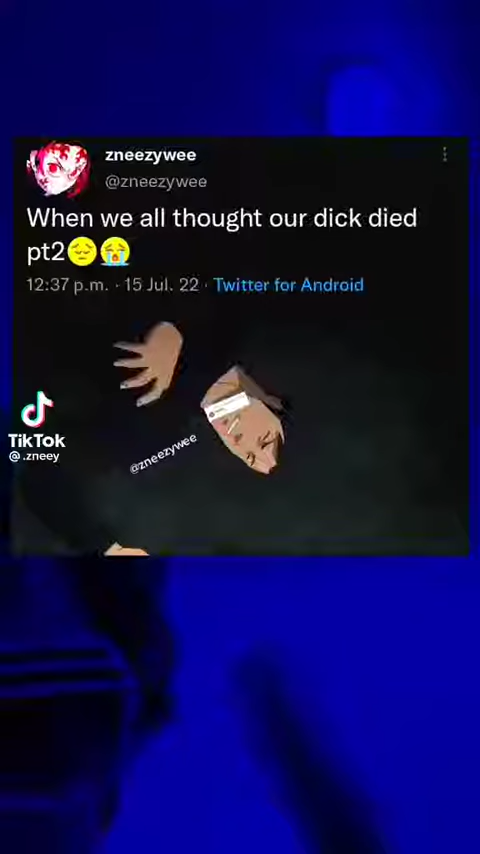 zneezywee
@zneezywee
When we all thought our dick died
pt2😔😭
12:37 p.m. · 15 Jul. 22 · Twitter for Android
@zneezywee
TikTok
@.zneey